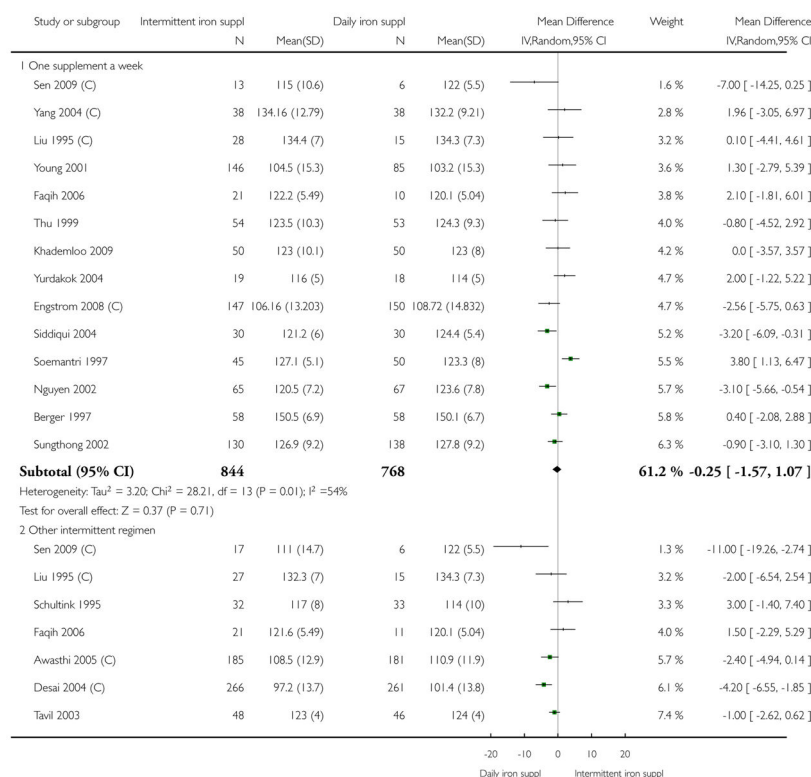 Study or subgroup Intermittent iron suppl Daily iron suppl Mean Difference Weight Mean Difference
N Mean(SD) N Mean(SD) IV,Random,95% CI IV,Random,95% CI
1 One supplement a week
Sen 2009 (C) 13 115 (10.6) 6 122 (5.5) 1.6 % -7.00 [ -14.25, 0.25 ]
Yang 2004 (C) 38 134.16 (12.79) 38 132.2 (9.21) 2.8 % 1.96 [ -3.05, 6.97 ]
Liu 1995 (C) 28 134.4 (7) 15 134.3 (7.3) 3.2 % 0.10 [ -4.41, 4.61 ]
Young 2001 146 104.5 (15.3) 85 103.2 (15.3) 3.6 % 1.30 [ -2.79, 5.39 ]
Faqih 2006 21 122.2 (5.49) 10 120.1 (5.04) 3.8 % 2.10 [ -1.81, 6.01 ]
Thu 1999 54 123.5 (10.3) 53 124.3 (9.3) 4.0 % -0.80 [ -4.52, 2.92 ]
Khademloo 2009 50 123 (10.1) 50 123 (8) 4.2 % 0.0 [ -3.57, 3.57 ]
Yurdakok 2004 19 116 (5) 18 114 (5) 4.7 % 2.00 [ -1.22, 5.22 ]
Engstrom 2008 (C) 147 106.16 (13.203) 150 108.72 (14.832) 4.7 % -2.56 [ -5.75, 0.63 ]
Siddiqui 2004 30 121.2 (6) 30 124.4 (5.4) 5.2 % -3.20 [ -6.09, -0.31 ]
Soemantri 1997 45 127.1 (5.1) 50 123.3 (8) 5.5 % 3.80 [ 1.13, 6.47 ]
Nguyen 2002 65 120.5 (7.2) 67 123.6 (7.8) 5.7 % -3.10 [ -5.66, -0.54 ]
Berger 1997 58 150.5 (6.9) 58 150.1 (6.7) 5.8 % 0.40 [ -2.08, 2.88 ]
Sungthong 2002 130 126.9 (9.2) 138 127.8 (9.2) 6.3 % -0.90 [ -3.10, 1.30 ]
Subtotal (95% CI) 844 768 61.2 % -0.25 [ -1.57, 1.07 ]
Heterogeneity: Tau² = 3.20; Chi² = 28.21, df = 13 (P = 0.01); I² =54%
Test for overall effect: Z = 0.37 (P = 0.71)
2 Other intermittent regimen
Sen 2009 (C) 17 111 (14.7) 6 122 (5.5) 1.3 % -11.00 [ -19.26, -2.74 ]
Liu 1995 (C) 27 132.3 (7) 15 134.3 (7.3) 3.2 % -2.00 [ -6.54, 2.54 ]
Schultink 1995 32 117 (8) 33 114 (10) 3.3 % 3.00 [ -1.40, 7.40 ]
Faqih 2006 21 121.6 (5.49) 11 120.1 (5.04) 4.0 % 1.50 [ -2.29, 5.29 ]
Awasthi 2005 (C) 185 108.5 (12.9) 181 110.9 (11.9) 5.7 % -2.40 [ -4.94, 0.14 ]
Desai 2004 (C) 266 97.2 (13.7) 261 101.4 (13.8) 6.1 % -4.20 [ -6.55, -1.85 ]
Tavil 2003 48 123 (4) 46 124 (4) 7.4 % -1.00 [ -2.62, 0.62 ]
-20 -10 0 10 20
Daily iron suppl Intermittent iron suppl